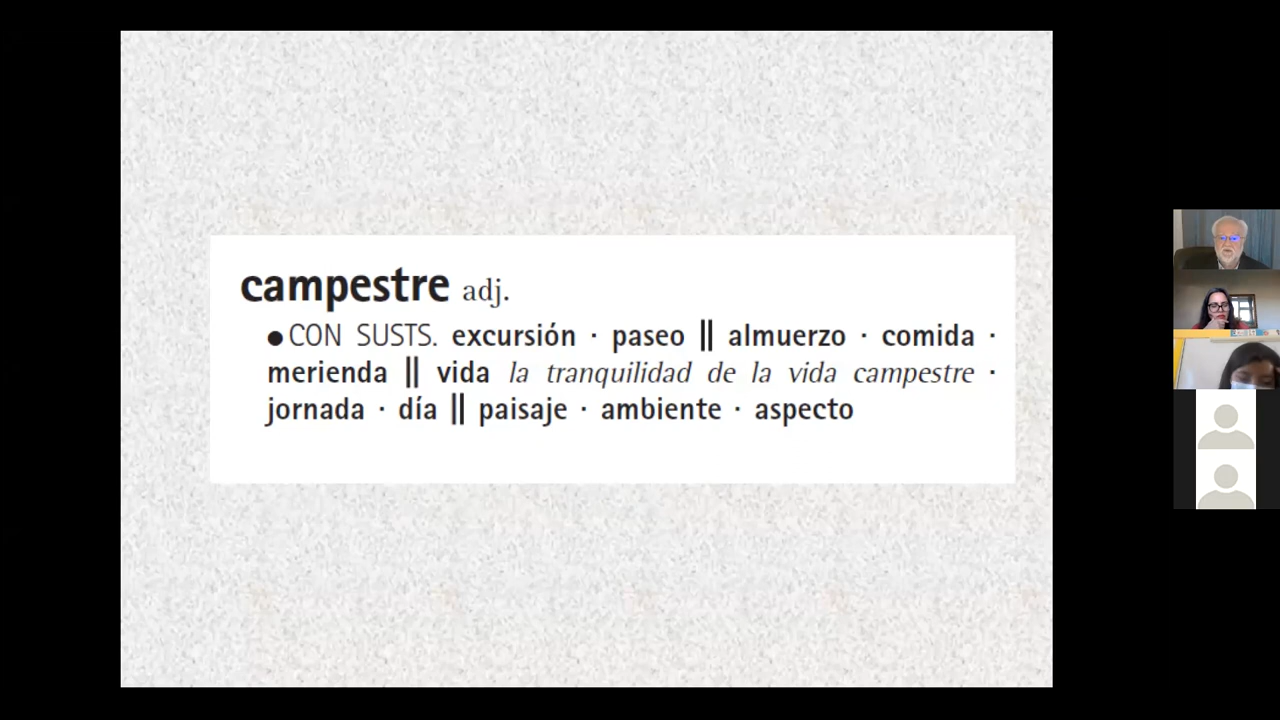 campestre adj.
● CON SUSTS. excursión · paseo || almuerzo · comida ·
merienda || vida la tranquilidad de la vida campestre ·
jornada · día || paisaje · ambiente · aspecto